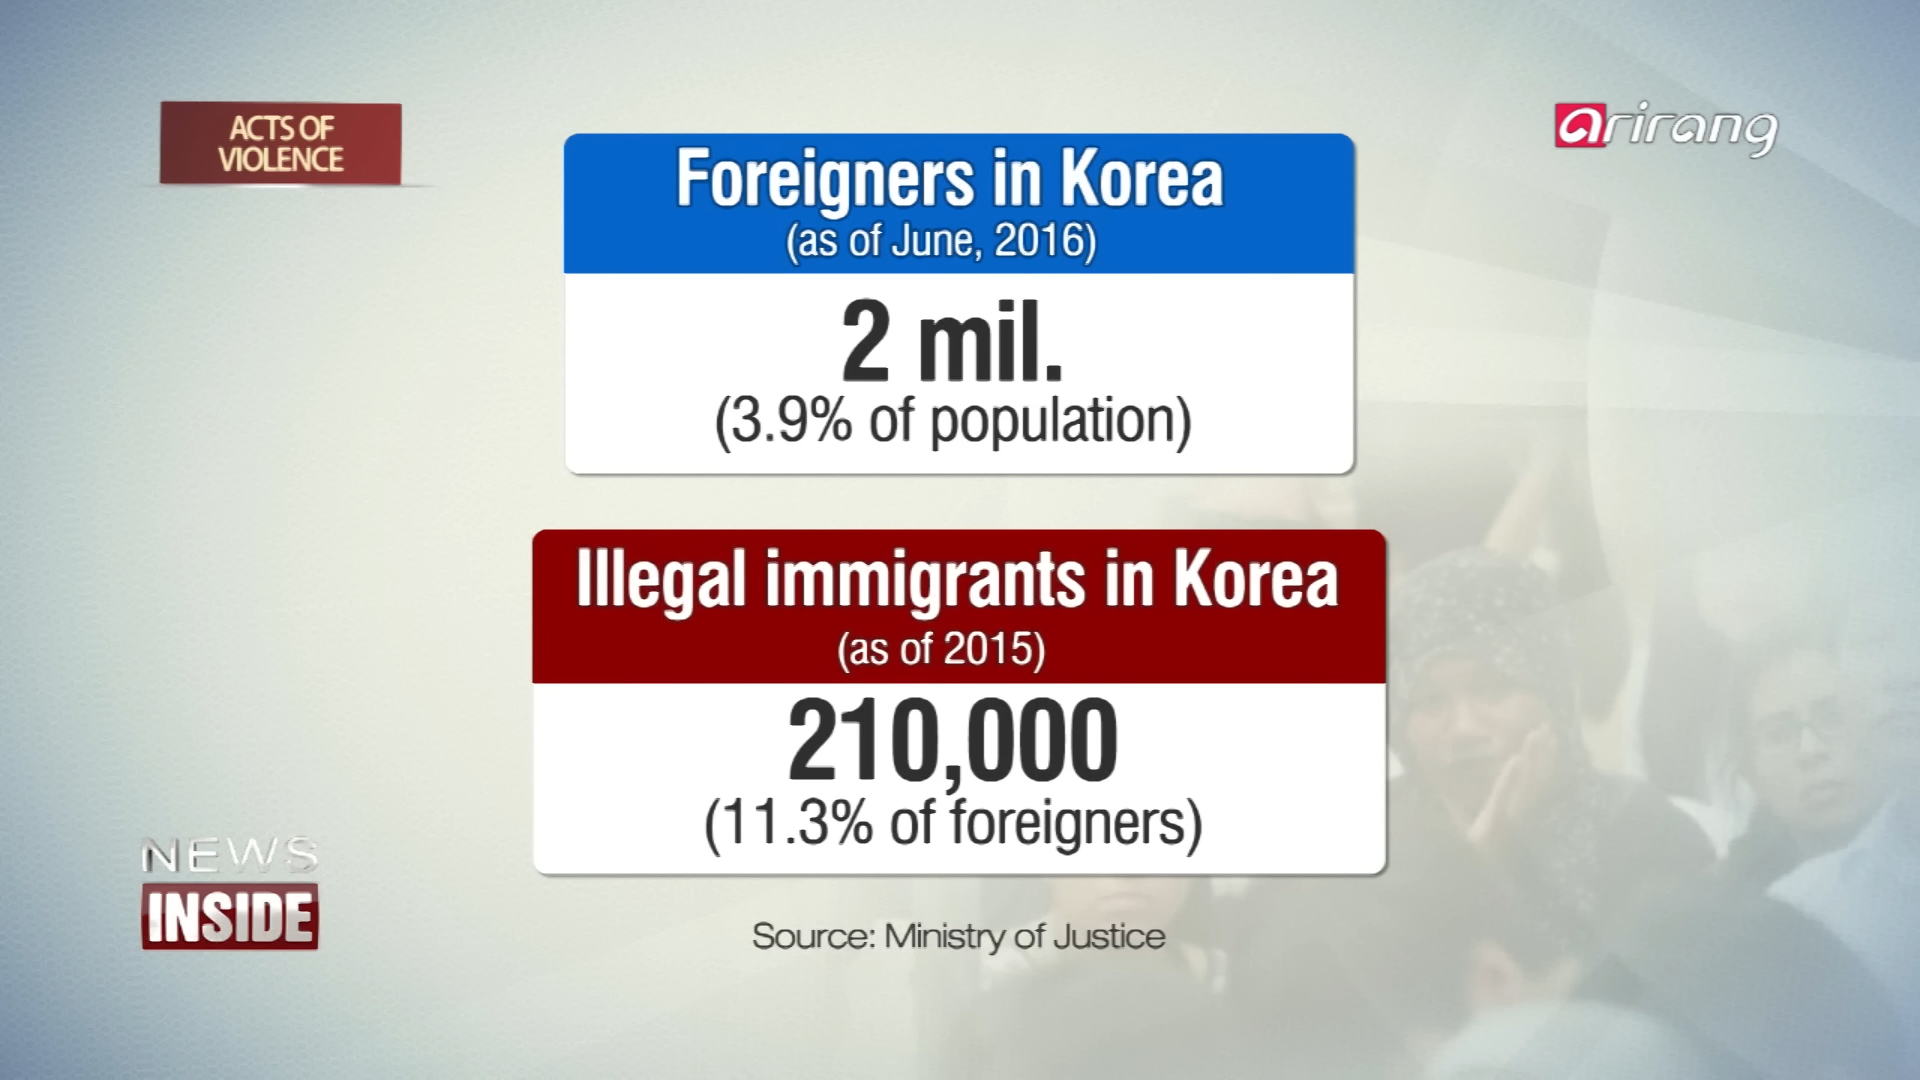 ACTS OF
VIOLENCE
arirang
Foreigners in Korea
(as of June, 2016)
2 mil.
(3.9% of population)
Illegal immigrants in Korea
(as of 2015)
210,000
(11.3% of foreigners)
NEWS
INSIDE
Source: Ministry of Justice